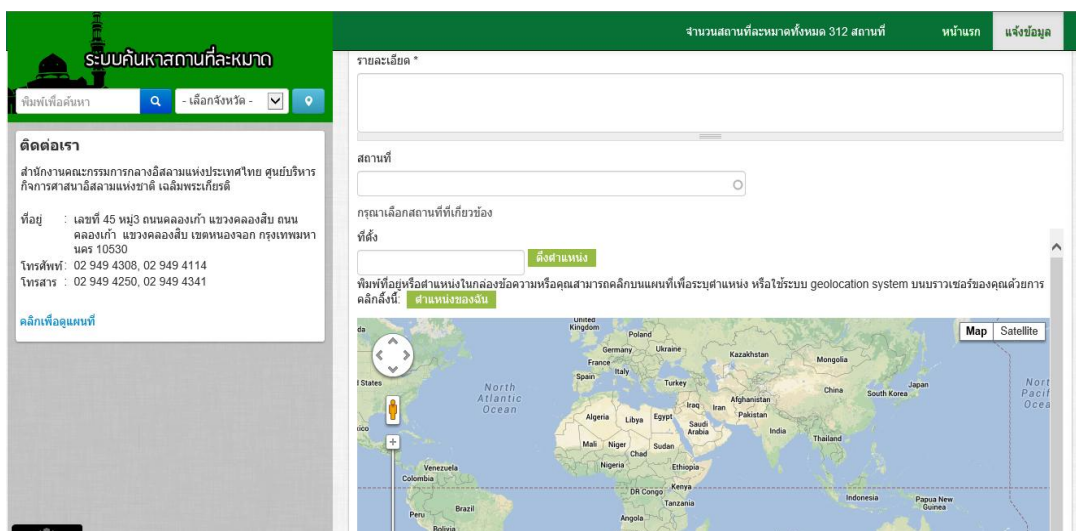 จำนวนสถานที่ละหมาดทั้งหมด 312 สถานที่
หน้าแรก
แจ้งข้อมูล
ระบบค้นหาสถานที่ละหมาด
พิมพ์เพื่อค้นหา
- เลือกจังหวัด -
ติดต่อเรา
สำนักงานคณะกรรมการกลางอิสลามแห่งประเทศไทย ศูนย์บริหาร
กิจการศาสนาอิสลามแห่งชาติ เฉลิมพระเกียรติ
ที่อยู่ : เลขที่ 45 หมู่3 ถนนคลองเก้า แขวงคลองสิบ ถนน
คลองเก้า แขวงคลองสิบ เขตหนองจอก กรุงเทพมหา
นคร 10530
โทรศัพท์ : 02 949 4308, 02 949 4114
โทรสาร : 02 949 4250, 02 949 4341
คลิกเพื่อดูแผนที่
รายละเอียด *
สถานที่
กรุณาเลือกสถานที่ที่เกี่ยวข้อง
ที่ตั้ง
ดึงตำแหน่ง
พิมพ์ที่อยู่หรือตำแหน่งในกล่องข้อความหรือคุณสามารถคลิกบนแผนที่เพื่อระบุตำแหน่ง หรือใช้ระบบ geolocation system บนบราวเซอร์ของคุณด้วยการ
คลิกลิ้งนี้: ตำแหน่งของฉัน
Map
Satellite
United
Kingdom
Poland
Germany
Ukraine
Kazakhstan
Mongolia
France
Italy
Spain
Turkey
China
South Korea
Japan
l States
North
Atlantic
Ocean
Nort
Pacif
Ocea
Afghanistan
Iraq
Iran
Pakistan
Algeria
Libya
Egypt
Saudi
Arabia
India
Thailand
ico
Mali
Niger
Sudan
Chad
Nigeria
Ethiopia
Venezuela
Colombia
DR Congo
Kenya
Tanzania
Indonesia
Papua New
Guinea
Brazil
Peru
Angola
Bolivia